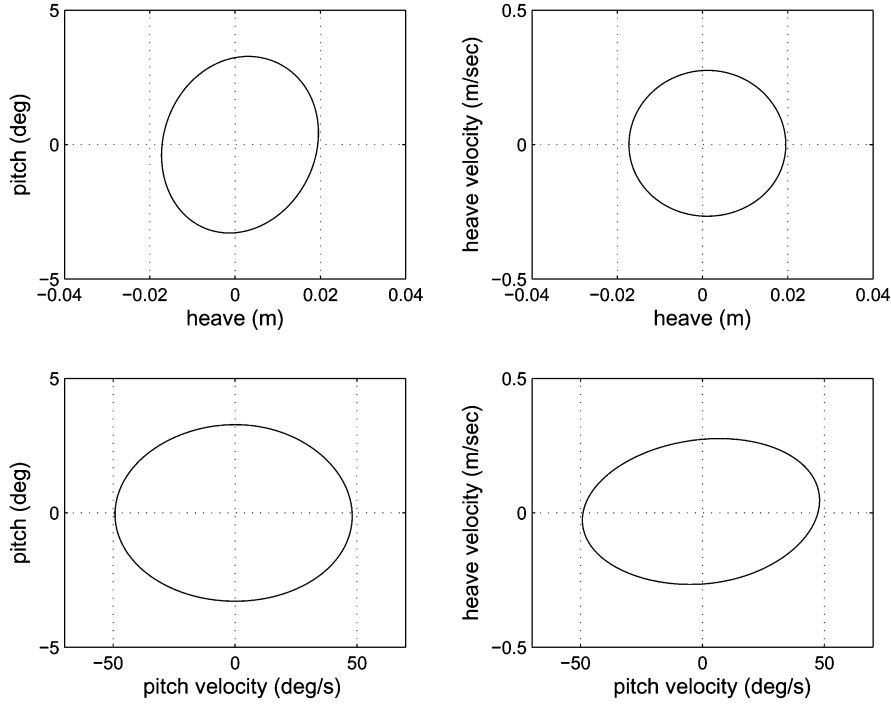 5
0
−5
pitch (deg)
−0.04 −0.02 0 0.02 0.04
heave (m)
0.5
0
−0.5
heave velocity (m/sec)
−0.04 −0.02 0 0.02 0.04
heave (m)
5
0
−5
pitch (deg)
−50 0 50
pitch velocity (deg/s)
0.5
0
−0.5
heave velocity (m/sec)
−50 0 50
pitch velocity (deg/s)